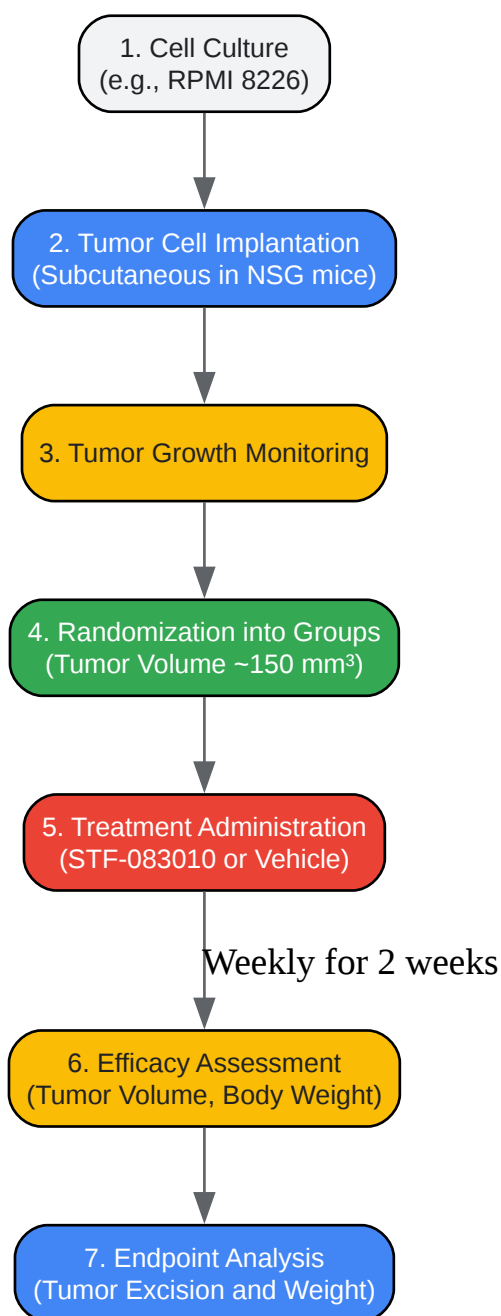 1. Cell Culture
(e.g., RPMI 8226)
2. Tumor Cell Implantation
(Subcutaneous in NSG mice)
3. Tumor Growth Monitoring
4. Randomization into Groups
(Tumor Volume ~150 mm³)
5. Treatment Administration
(STF-083010 or Vehicle)
Weekly for 2 weeks
6. Efficacy Assessment
(Tumor Volume, Body Weight)
7. Endpoint Analysis
(Tumor Excision and Weight)